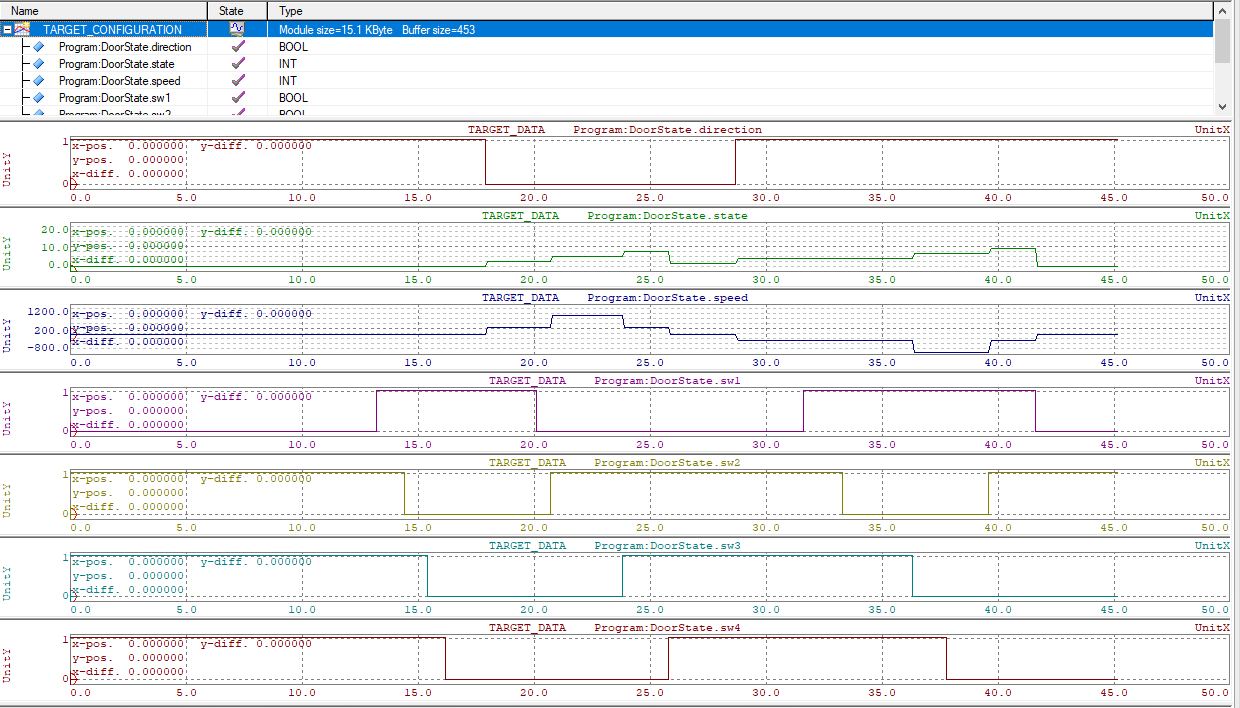 Name State Type
TARGET_CONFIGURATION Module size=15.1 KByte Buffer size=453
Program:DoorState.direction BOOL
Program:DoorState.state INT
Program:DoorState.speed INT
Program:DoorState.sw1 BOOL
Program:DoorState.sw2 BOOL
TARGET_DATA Program:DoorState.direction UnitX
UnitY
1
x-pos. 0.000000 y-diff. 0.000000
y-pos. 0.000000
x-diff. 0.000000
0
0.0 5.0 10.0 15.0 20.0 25.0 30.0 35.0 40.0 45.0 50.0
TARGET_DATA Program:DoorState.state UnitX
UnitY
20.0 x-pos. 0.000000 y-diff. 0.000000
10.0 y-pos. 0.000000
0.0 x-diff. 0.000000
0.0 5.0 10.0 15.0 20.0 25.0 30.0 35.0 40.0 45.0 50.0
TARGET_DATA Program:DoorState.speed UnitX
UnitY
1200.0 x-pos. 0.000000 y-diff. 0.000000
200.0 y-pos. 0.000000
-800.0 x-diff. 0.000000
0.0 5.0 10.0 15.0 20.0 25.0 30.0 35.0 40.0 45.0 50.0
TARGET_DATA Program:DoorState.sw1 UnitX
UnitY
1
x-pos. 0.000000 y-diff. 0.000000
y-pos. 0.000000
x-diff. 0.000000
0
0.0 5.0 10.0 15.0 20.0 25.0 30.0 35.0 40.0 45.0 50.0
TARGET_DATA Program:DoorState.sw2 UnitX
UnitY
1
x-pos. 0.000000 y-diff. 0.000000
y-pos. 0.000000
x-diff. 0.000000
0
0.0 5.0 10.0 15.0 20.0 25.0 30.0 35.0 40.0 45.0 50.0
TARGET_DATA Program:DoorState.sw3 UnitX
UnitY
1
x-pos. 0.000000 y-diff. 0.000000
y-pos. 0.000000
x-diff. 0.000000
0
0.0 5.0 10.0 15.0 20.0 25.0 30.0 35.0 40.0 45.0 50.0
TARGET_DATA Program:DoorState.sw4 UnitX
UnitY
1
x-pos. 0.000000 y-diff. 0.000000
y-pos. 0.000000
x-diff. 0.000000
0
0.0 5.0 10.0 15.0 20.0 25.0 30.0 35.0 40.0 45.0 50.0